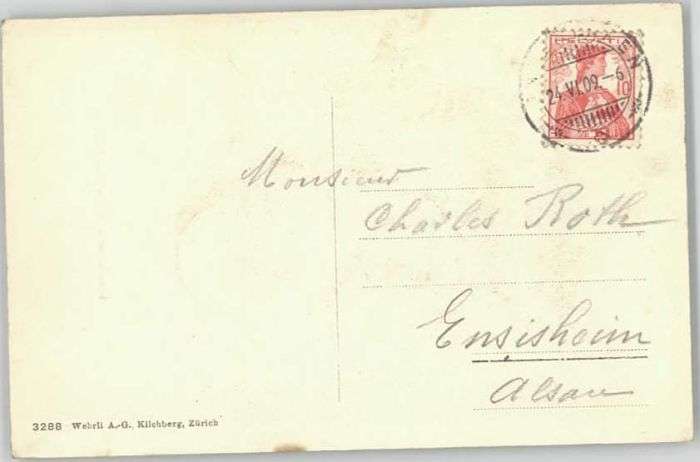 24.VI.09.–6
10
Monsieur
Charles Roth
Ensisheim
Alsace
3288 Wehrli A.-G., Kilchberg, Zürich